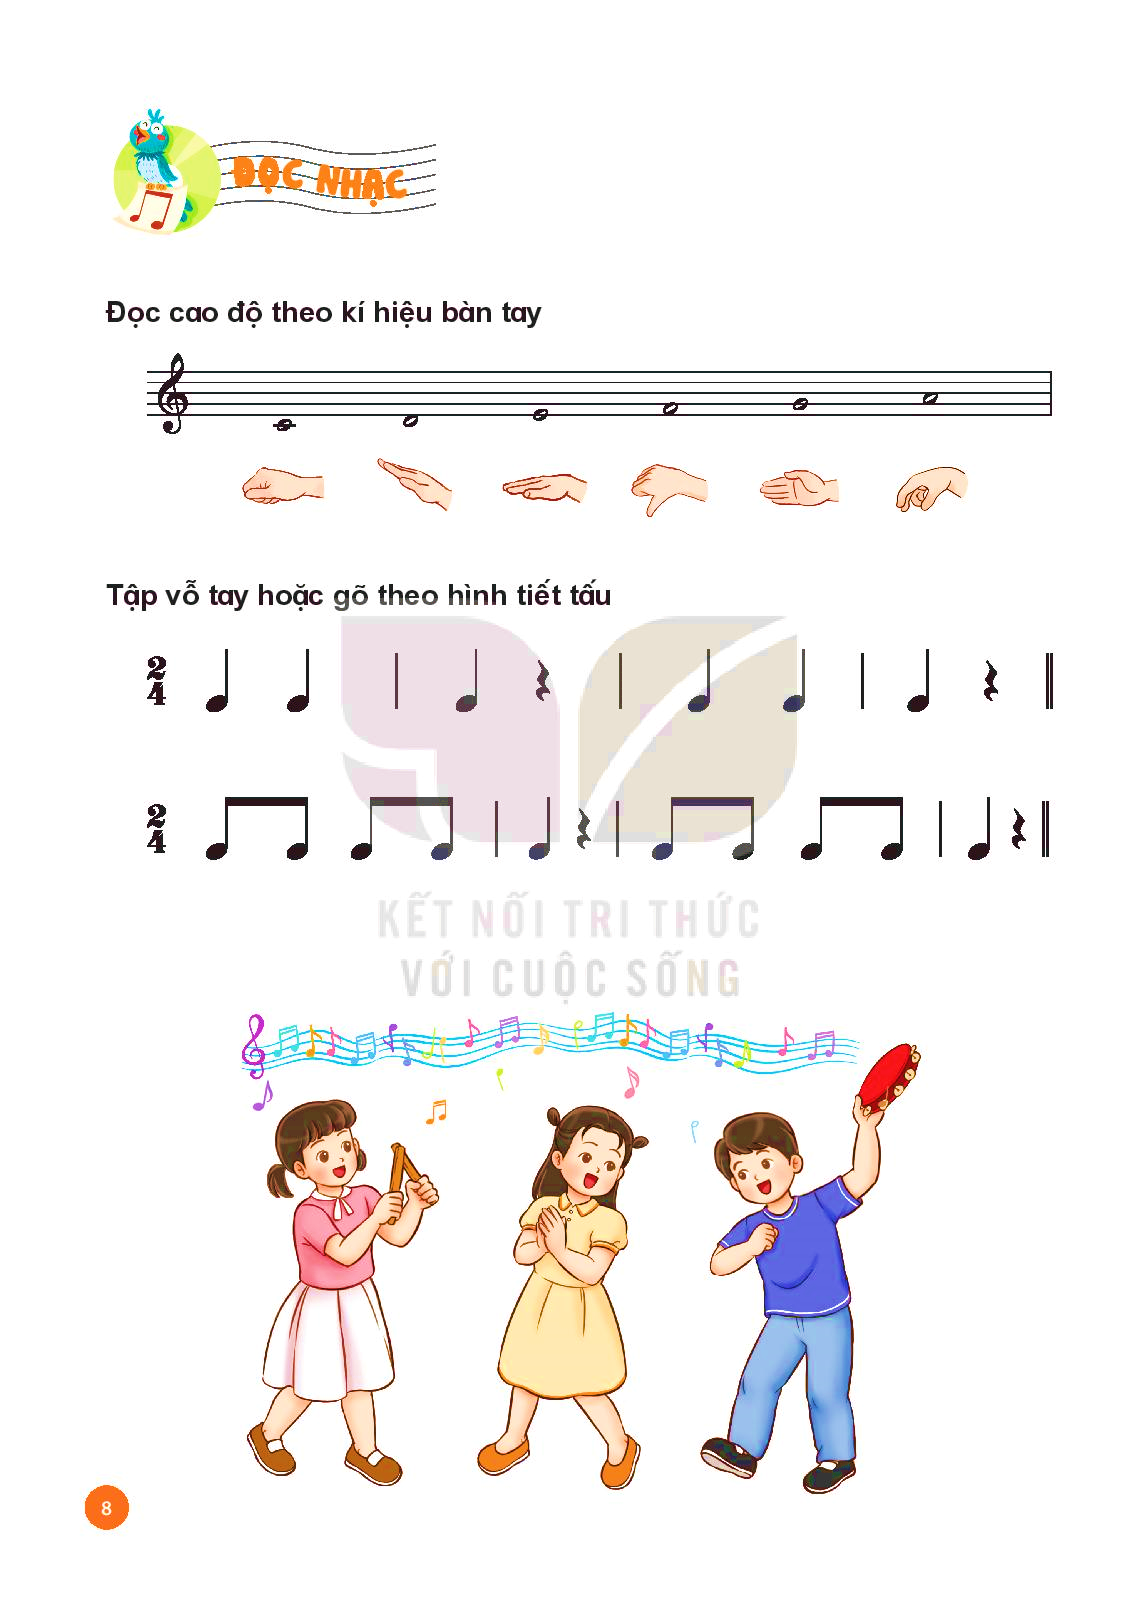 ĐỌC NHẠC
Đọc cao độ theo kí hiệu bàn tay
Tập vỗ tay hoặc gõ theo hình tiết tấu
2
4
2
4
KẾT NỐI TRI THỨC
VỚI CUỘC SỐNG
8